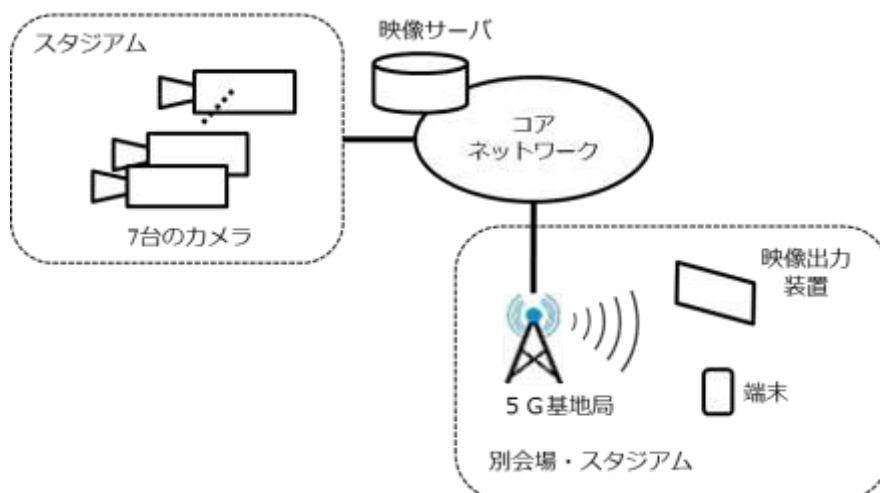 スタジアム
映像サーバ
コア
ネットワーク
7台のカメラ
映像出力
装置
5G基地局
端末
別会場・スタジアム